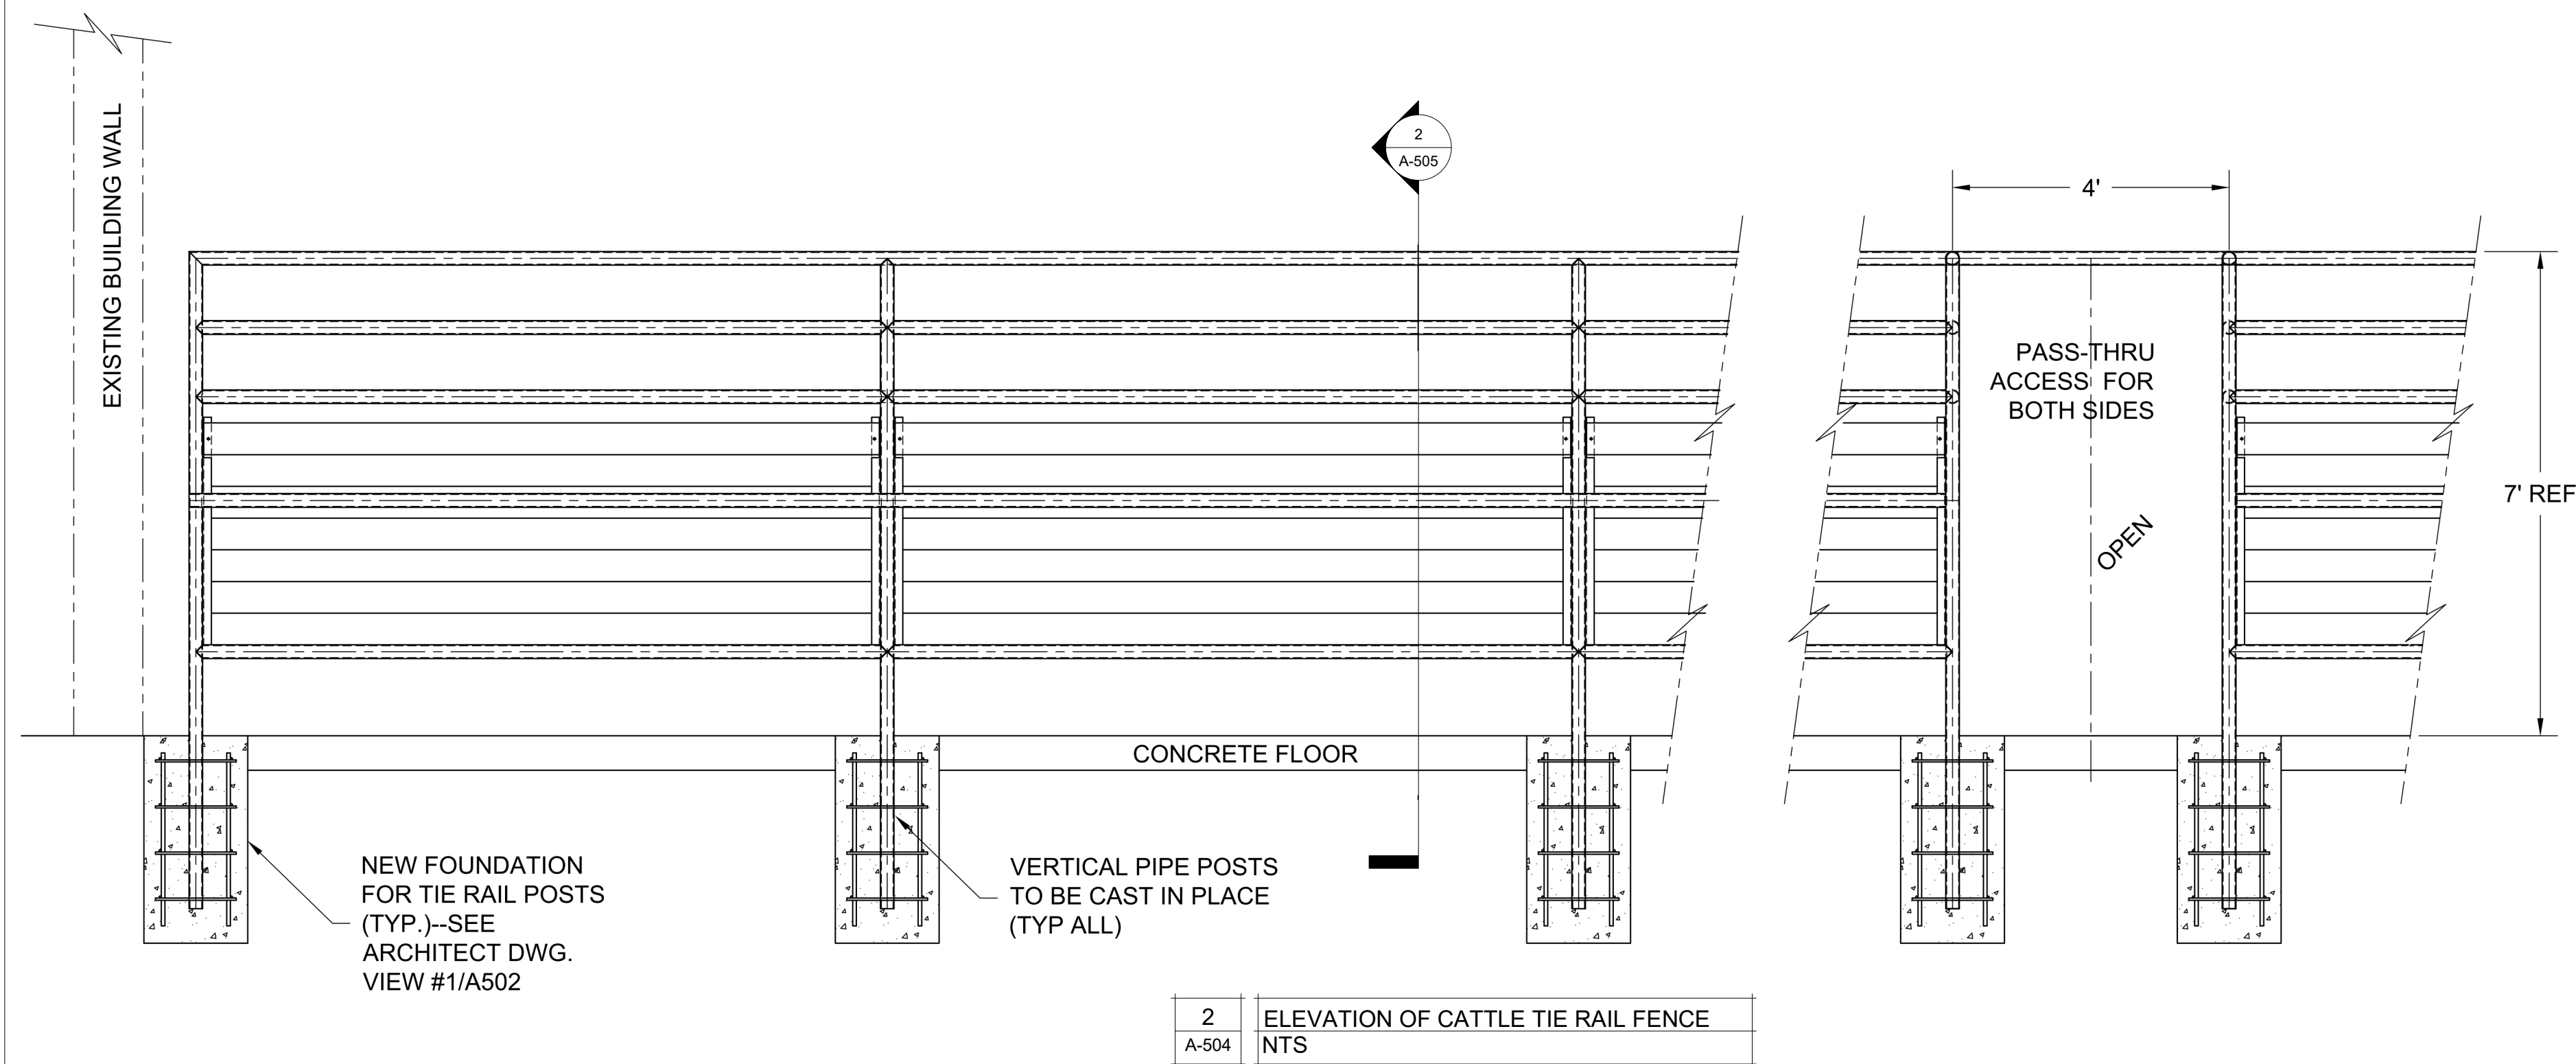 EXISTING BUILDING WALL
2
A-505
4'
PASS-THRU
ACCESS FOR
BOTH SIDES
OPEN
7' REF
CONCRETE FLOOR
NEW FOUNDATION
FOR TIE RAIL POSTS
(TYP.)--SEE
ARCHITECT DWG.
VIEW #1/A502
VERTICAL PIPE POSTS
TO BE CAST IN PLACE
(TYP ALL)
2
ELEVATION OF CATTLE TIE RAIL FENCE
A-504
NTS